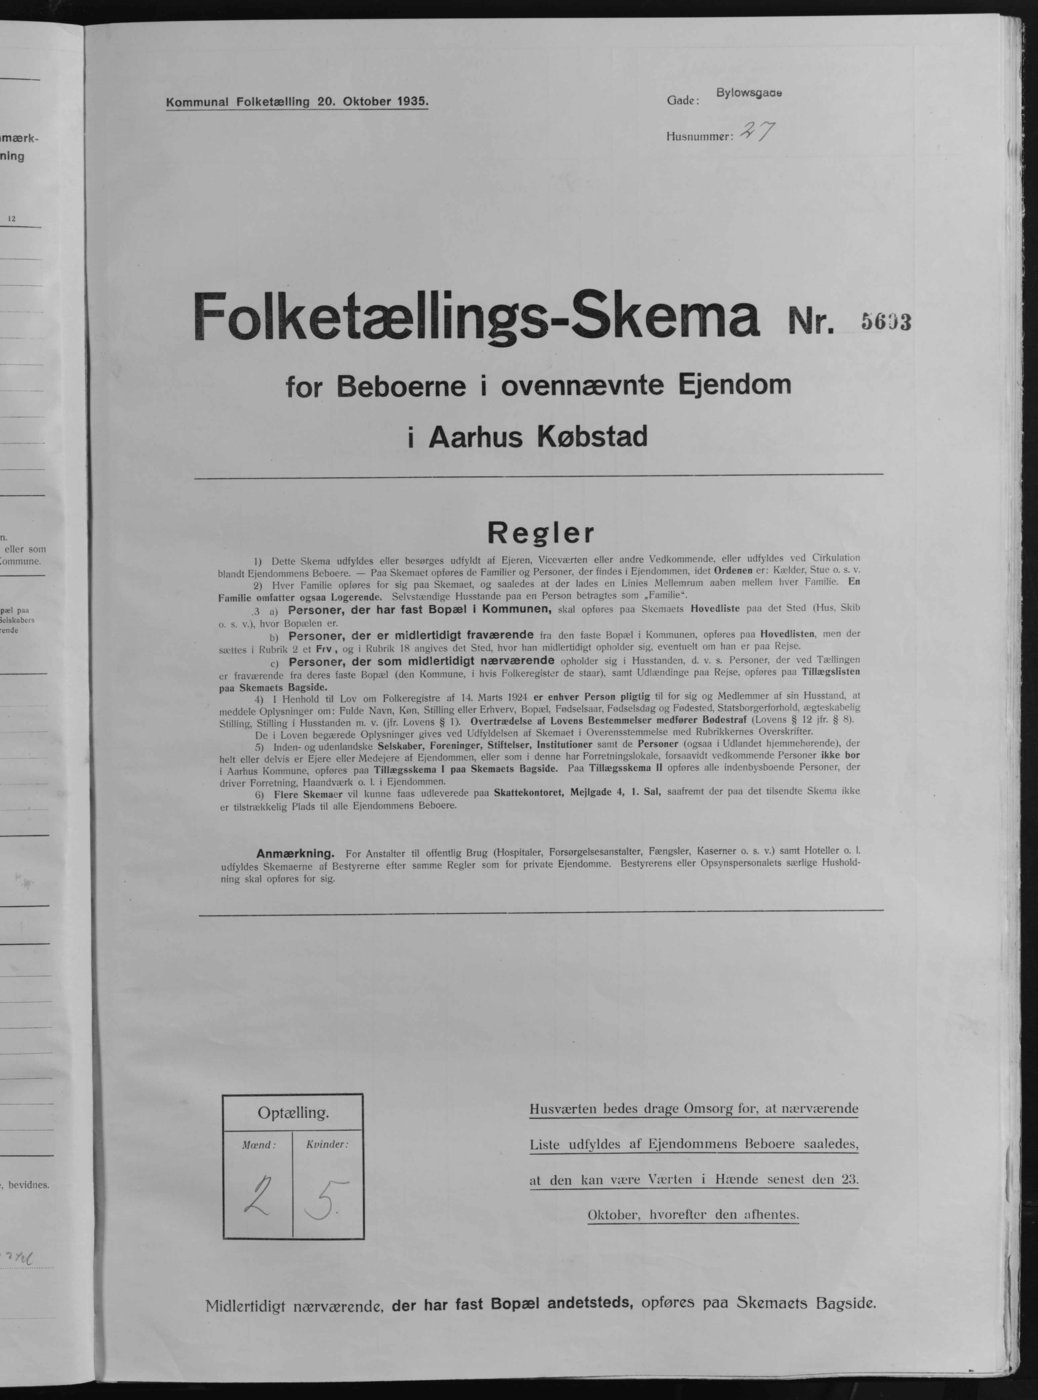 mærk-
ning
12
n.
eller som
Kommune.
pæl paa
Selskabers
rende
, bevidnes.
Kommunal Folketælling 20. Oktober 1935.
Gade: Bylowsgade
Husnummer: 27
Folketællings-Skema Nr. 5693
for Beboerne i ovennævnte Ejendom
i Aarhus Købstad
Regler
1) Dette Skema udfyldes eller besørges udfyldt af Ejeren, Viceværten eller andre Vedkommende, eller udfyldes ved Cirkulation
blandt Ejendommens Beboere. — Paa Skemaet opføres de Familier og Personer, der findes i Ejendommen, idet Ordenen er: Kælder, Stue o. s. v.
2) Hver Familie opføres for sig paa Skemaet, og saaledes at der lades en Linies Mellemrum aaben mellem hver Familie. En
Familie omfatter ogsaa Logerende. Selvstændige Husstande paa en Person betragtes som „Familie“.
3 a) Personer, der har fast Bopæl i Kommunen, skal opføres paa Skemaets Hovedliste paa det Sted (Hus, Skib
o. s. v.), hvor Bopælen er.
b) Personer, der er midlertidigt fraværende fra den faste Bopæl i Kommunen, opføres paa Hovedlisten, men der
sættes i Rubrik 2 et Frv., og i Rubrik 18 angives det Sted, hvor han midlertidigt opholder sig, eventuelt om han er paa Rejse.
c) Personer, der som midlertidigt nærværende opholder sig i Husstanden, d. v. s. Personer, der ved Tællingen
er fraværende fra deres faste Bopæl (den Kommune, i hvis Folkeregister de staar), samt Udlændinge paa Rejse, opføres paa Tillægslisten
paa Skemaets Bagside.
4) I Henhold til Lov om Folkeregistre af 14. Marts 1924 er enhver Person pligtig til for sig og Medlemmer af sin Husstand, at
meddele Oplysninger om: Fulde Navn, Køn, Stilling eller Erhverv, Bopæl, Fødselsaar, Fødselsdag og Fødested, Statsborgerforhold, ægteskabelig
Stilling, Stilling i Husstanden m. v. (jfr. Lovens § 1). Overtrædelse af Lovens Bestemmelser medfører Bødestraf (Lovens § 12 jfr. § 8).
De i Loven begærede Oplysninger gives ved Udfyldelsen af Skemaet i Overensstemmelse med Rubrikkernes Overskrifter.
5) Inden- og udenlandske Selskaber, Foreninger, Stiftelser, Institutioner samt de Personer (ogsaa i Udlandet hjemmehørende), der
helt eller delvis er Ejere eller Medejere af Ejendommen, eller som i denne har Forretningslokale, forsaavidt vedkommende Personer ikke bor
i Aarhus Kommune, opføres paa Tillægsskema I paa Skemaets Bagside. Paa Tillægsskema II opføres alle indenbysboende Personer, der
driver Forretning, Haandværk o. l. i Ejendommen.
6) Flere Skemaer vil kunne faas udleverede paa Skattekontoret, Mejlgade 4, 1. Sal, saafremt der paa det tilsendte Skema ikke
er tilstrækkelig Plads til alle Ejendommens Beboere.
Anmærkning. For Anstalter til offentlig Brug (Hospitaler, Forsørgelsesanstalter, Fængsler, Kaserner o. s. v.) samt Hoteller o. l.
udfyldes Skemaerne af Bestyrerne efter samme Regler som for private Ejendomme. Bestyrerens eller Opsynspersonalets særlige Hushold-
ning skal opføres for sig.
Optælling.
Mænd: Kvinder:
2 5.
Husværten bedes drage Omsorg for, at nærværende
Liste udfyldes af Ejendommens Beboere saaledes,
at den kan være Værten i Hænde senest den 23.
Oktober, hvorefter den afhentes.
Midlertidigt nærværende, der har fast Bopæl andetsteds, opføres paa Skemaets Bagside.